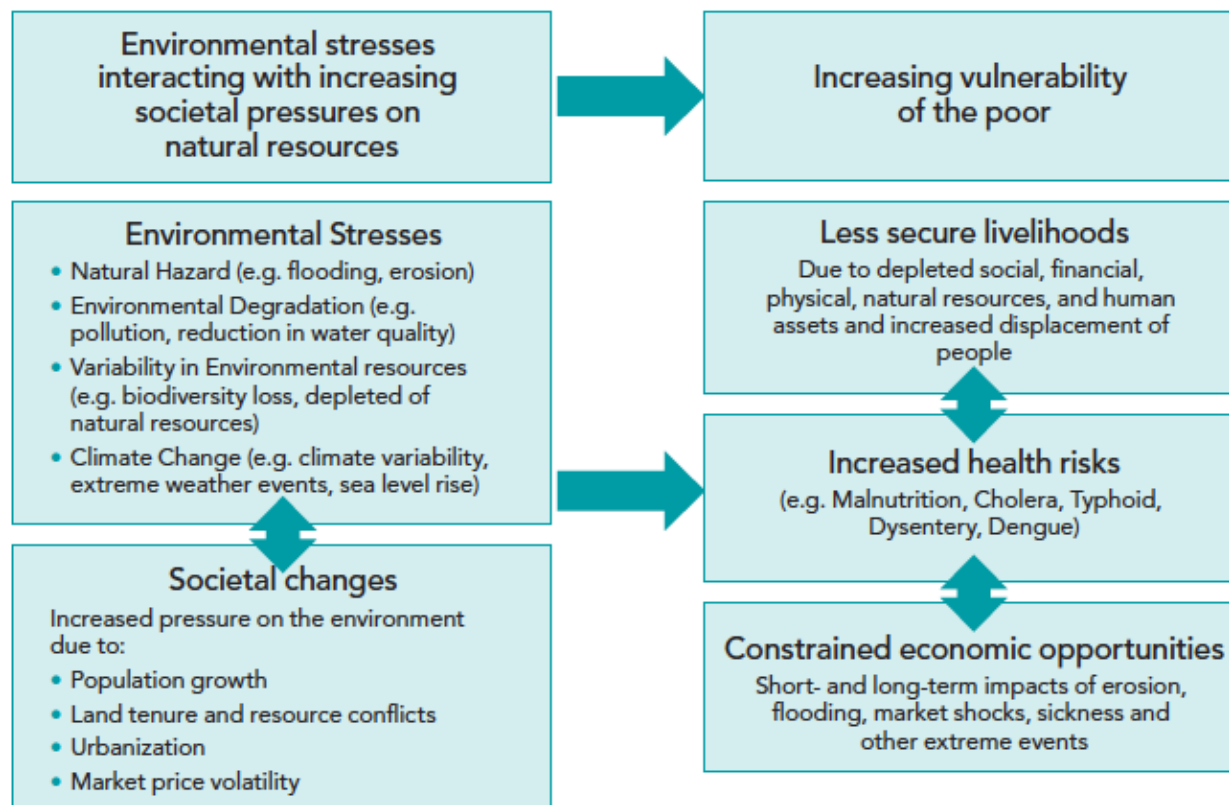 Environmental stresses
interacting with increasing
societal pressures on
natural resources
Increasing vulnerability
of the poor
Environmental Stresses
• Natural Hazard (e.g. flooding, erosion)
• Environmental Degradation (e.g.
pollution, reduction in water quality)
• Variability in Environmental resources
(e.g. biodiversity loss, depleted of
natural resources)
• Climate Change (e.g. climate variability,
extreme weather events, sea level rise)
Societal changes
Increased pressure on the environment
due to:
• Population growth
• Land tenure and resource conflicts
• Urbanization
• Market price volatility
Less secure livelihoods
Due to depleted social, financial,
physical, natural resources, and human
assets and increased displacement of
people
Increased health risks
(e.g. Malnutrition, Cholera, Typhoid,
Dysentery, Dengue)
Constrained economic opportunities
Short- and long-term impacts of erosion,
flooding, market shocks, sickness and
other extreme events